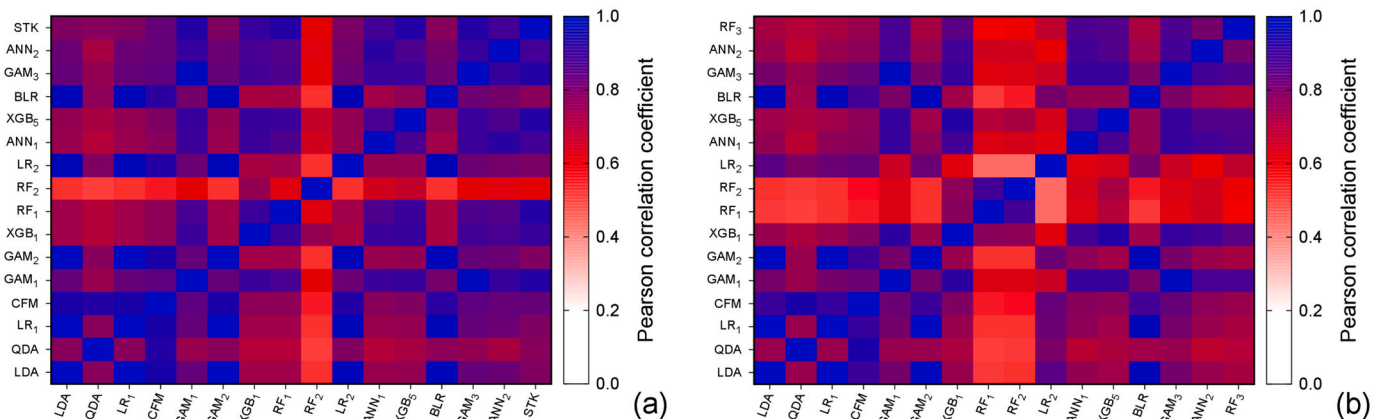 STK
ANN2
GAM3
BLR
XGB5
ANN1
LR2
RF2
RF1
XGB1
GAM2
GAM1
CFM
LR1
QDA
LDA
LDA
QDA
LR1
CFM
GAM1
GAM2
XGB1
RF1
RF2
LR2
ANN1
XGB5
BLR
GAM3
ANN2
STK
1.0
0.8
0.6
0.4
0.2
0.0
Pearson correlation coefficient
(a)
RF3
ANN2
GAM3
BLR
XGB5
ANN1
LR2
RF2
RF1
XGB1
GAM2
GAM1
CFM
LR1
QDA
LDA
LDA
QDA
LR1
CFM
GAM1
GAM2
XGB1
RF1
RF2
LR2
ANN1
XGB5
BLR
GAM3
ANN2
RF3
1.0
0.8
0.6
0.4
0.2
0.0
Pearson correlation coefficient
(b)